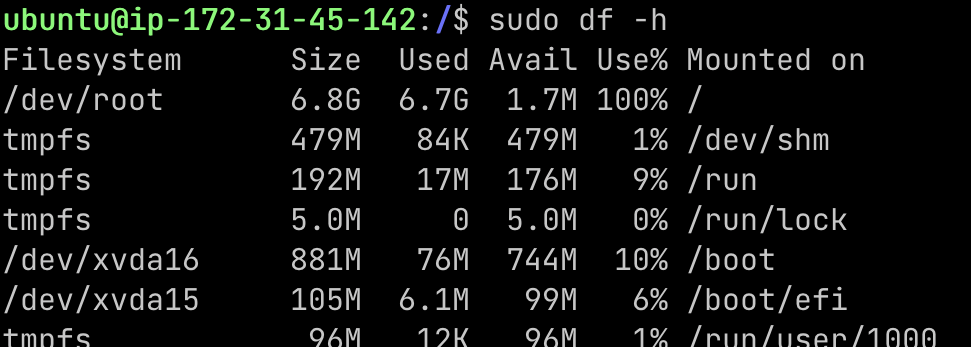 ubuntu@ip-172-31-45-142:/$ sudo df -h
Filesystem      Size  Used Avail Use% Mounted on
/dev/root       6.8G  6.7G  1.7M 100% /
tmpfs           479M   84K  479M   1% /dev/shm
tmpfs           192M   17M  176M   9% /run
tmpfs           5.0M     0  5.0M   0% /run/lock
/dev/xvda16     881M   76M  744M  10% /boot
/dev/xvda15     105M  6.1M   99M   6% /boot/efi
tmpfs            96M   12K   96M   1% /run/user/1000